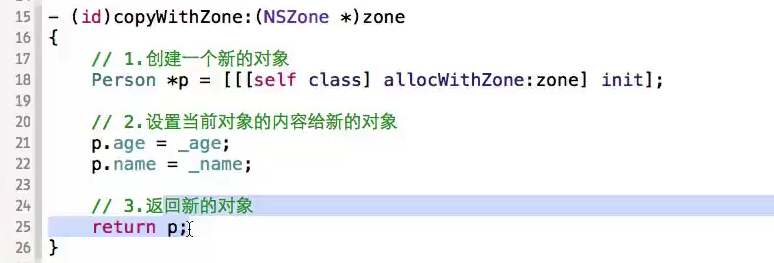 15 - (id)copyWithZone:(NSZone *)zone
16 {
17     // 1.创建一个新的对象
18     Person *p = [[[self class] allocWithZone:zone] init];
19
20     // 2.设置当前对象的内容给新的对象
21     p.age = _age;
22     p.name = _name;
23
24     // 3.返回新的对象
25     return p;
26 }